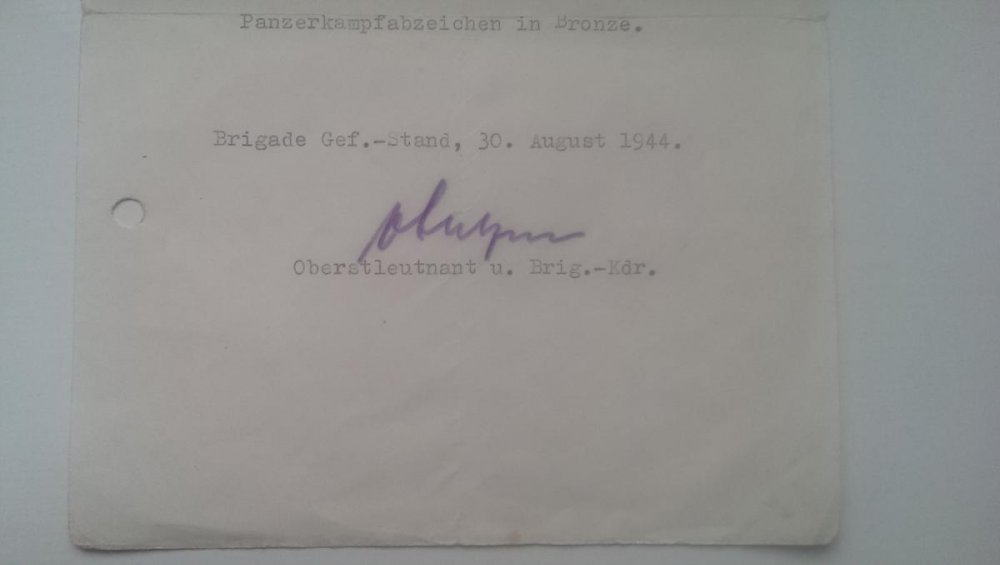 Panzerkampfabzeichen in Bronze.
Brigade Gef.-Stand, 30. August 1944.
Oberstleutnant u. Brig.-Kdr.